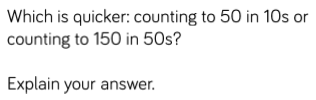 Which is quicker: counting to 50 in 10s or
counting to 150 in 50s?
Explain your answer.